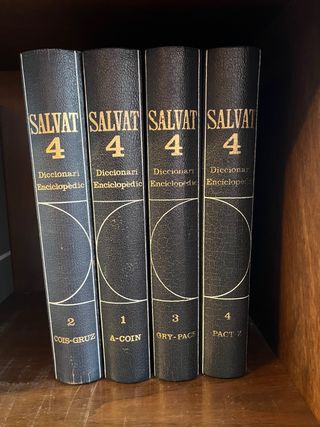 SALVAT
4
Diccionari
Enciclopèdic
2
COIS-GRUZ
SALVAT
4
Diccionari
Enciclopèdic
1
A-COIN
SALVAT
4
Diccionari
Enciclopèdic
3
GRY-PACS
SALVAT
4
Diccionari
Enciclopèdic
4
PACT-Z